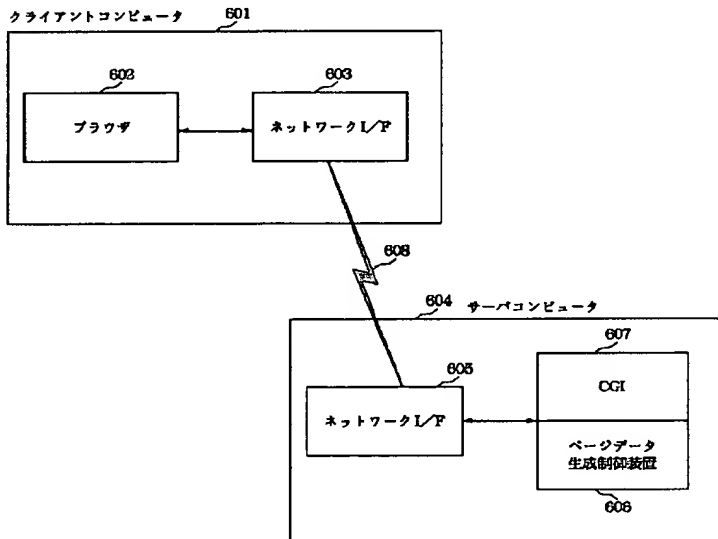 クライアントコンピュータ
601
602
603
ブラウザ
ネットワークI/F
608
604
サーバコンピュータ
605
607
ネットワークI/F
CGI
ページデータ
生成制御装置
606